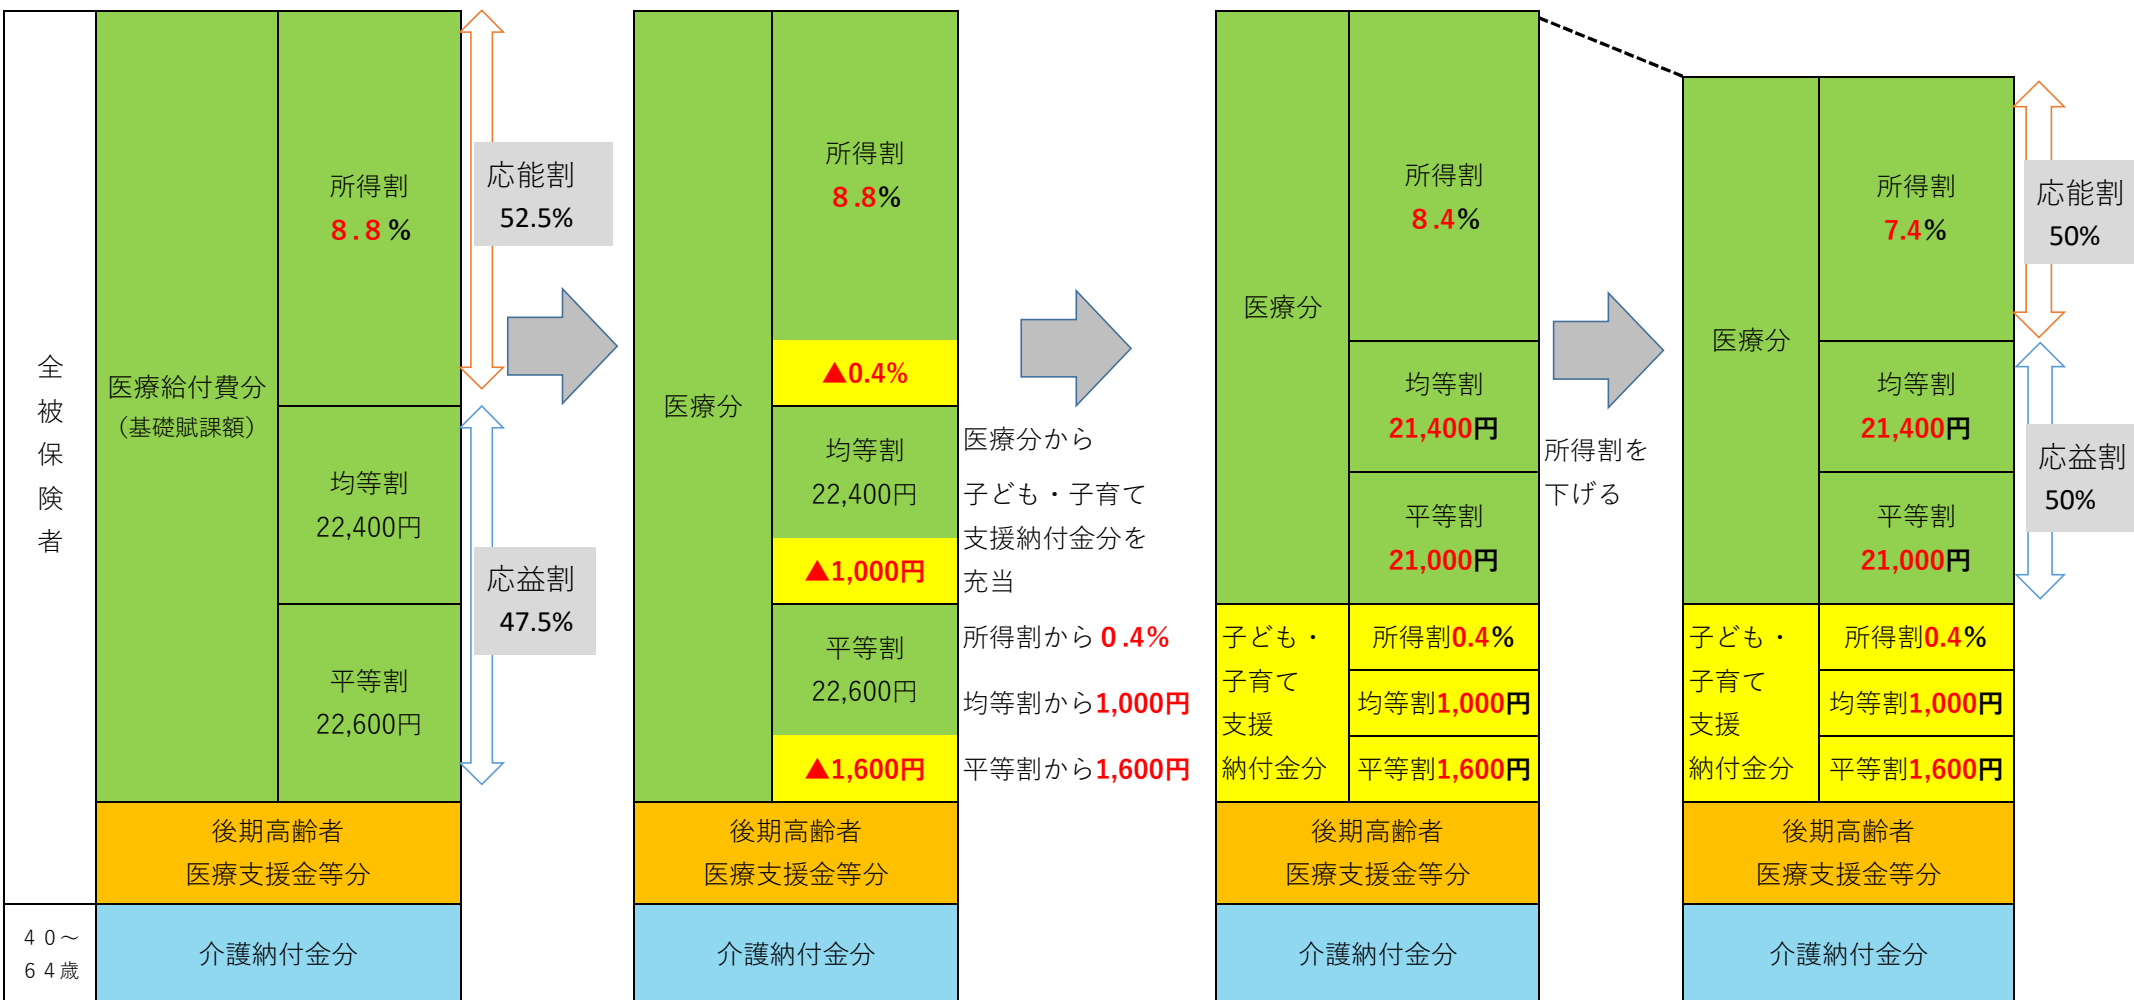 全
被
保
険
者
40～
64歳
医療給付費分
（基礎賦課額）
所得割
8.8%
均等割
22,400円
平等割
22,600円
後期高齢者
医療支援金等分
介護納付金分
応能割
52.5%
応益割
47.5%
医療分
所得割
8.8%
▲0.4%
均等割
22,400円
▲1,000円
平等割
22,600円
▲1,600円
後期高齢者
医療支援金等分
介護納付金分
医療分から
子ども・子育て
支援納付金分を
充当
所得割から0.4%
均等割から1,000円
平等割から1,600円
医療分
所得割
8.4%
均等割
21,400円
平等割
21,000円
子ども・
子育て
支援
納付金分
所得割0.4%
均等割1,000円
平等割1,600円
後期高齢者
医療支援金等分
介護納付金分
所得割を
下げる
医療分
所得割
7.4%
均等割
21,400円
平等割
21,000円
子ども・
子育て
支援
納付金分
所得割0.4%
均等割1,000円
平等割1,600円
後期高齢者
医療支援金等分
介護納付金分
応能割
50%
応益割
50%